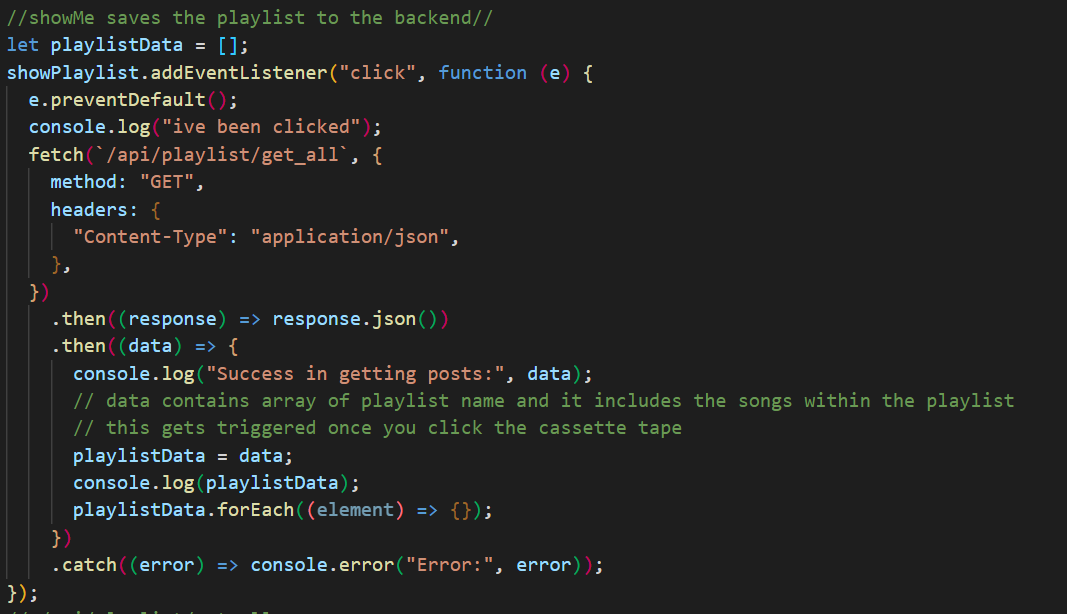 //showMe saves the playlist to the backend//
let playlistData = [];
showPlaylist.addEventListener("click", function (e) {
  e.preventDefault();
  console.log("ive been clicked");
  fetch(`/api/playlist/get_all`, {
    method: "GET",
    headers: {
      "Content-Type": "application/json",
    },
  })
    .then((response) => response.json())
    .then((data) => {
      console.log("Success in getting posts:", data);
      // data contains array of playlist name and it includes the songs within the playlist
      // this gets triggered once you click the cassette tape
      playlistData = data;
      console.log(playlistData);
      playlistData.forEach((element) => {});
    })
    .catch((error) => console.error("Error:", error));
});